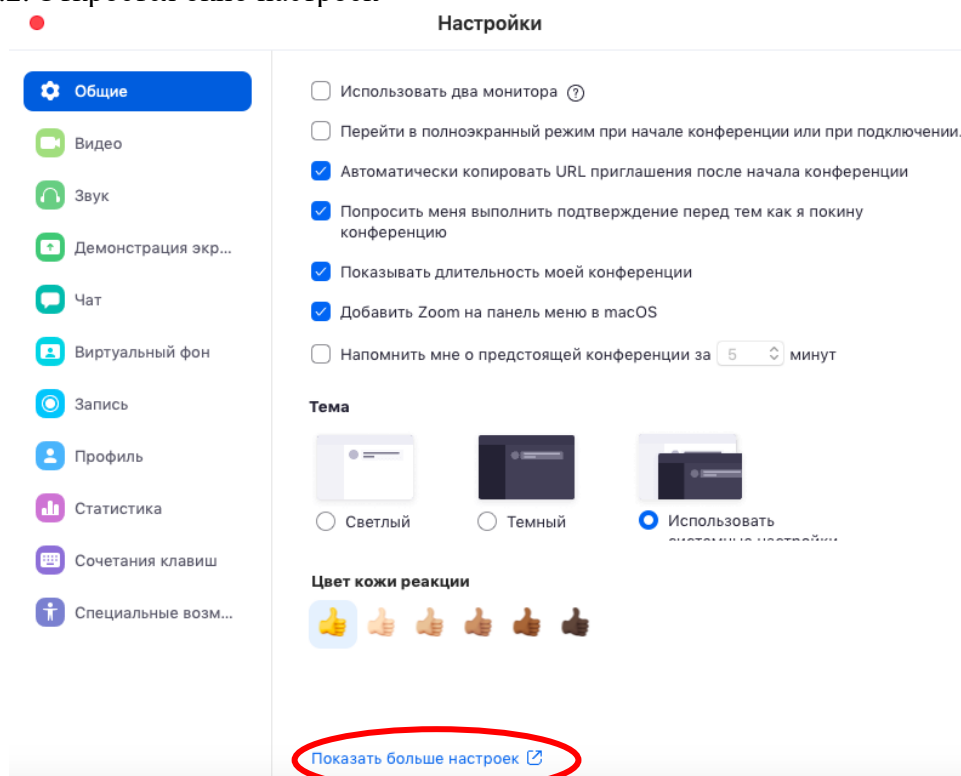 Настройки
Общие
Видео
Звук
Демонстрация экр...
Чат
Виртуальный фон
Запись
Профиль
Статистика
Сочетания клавиш
Специальные возм...
Использовать два монитора
Перейти в полноэкранный режим при начале конференции или при подключении.
Автоматически копировать URL приглашения после начала конференции
Попросить меня выполнить подтверждение перед тем как я покину
конференцию
Показывать длительность моей конференции
Добавить Zoom на панель меню в macOS
Напомнить мне о предстоящей конференции за 5 минут
Тема
Светлый
Темный
Использовать
системные настройки
Цвет кожи реакции
Показать больше настроек